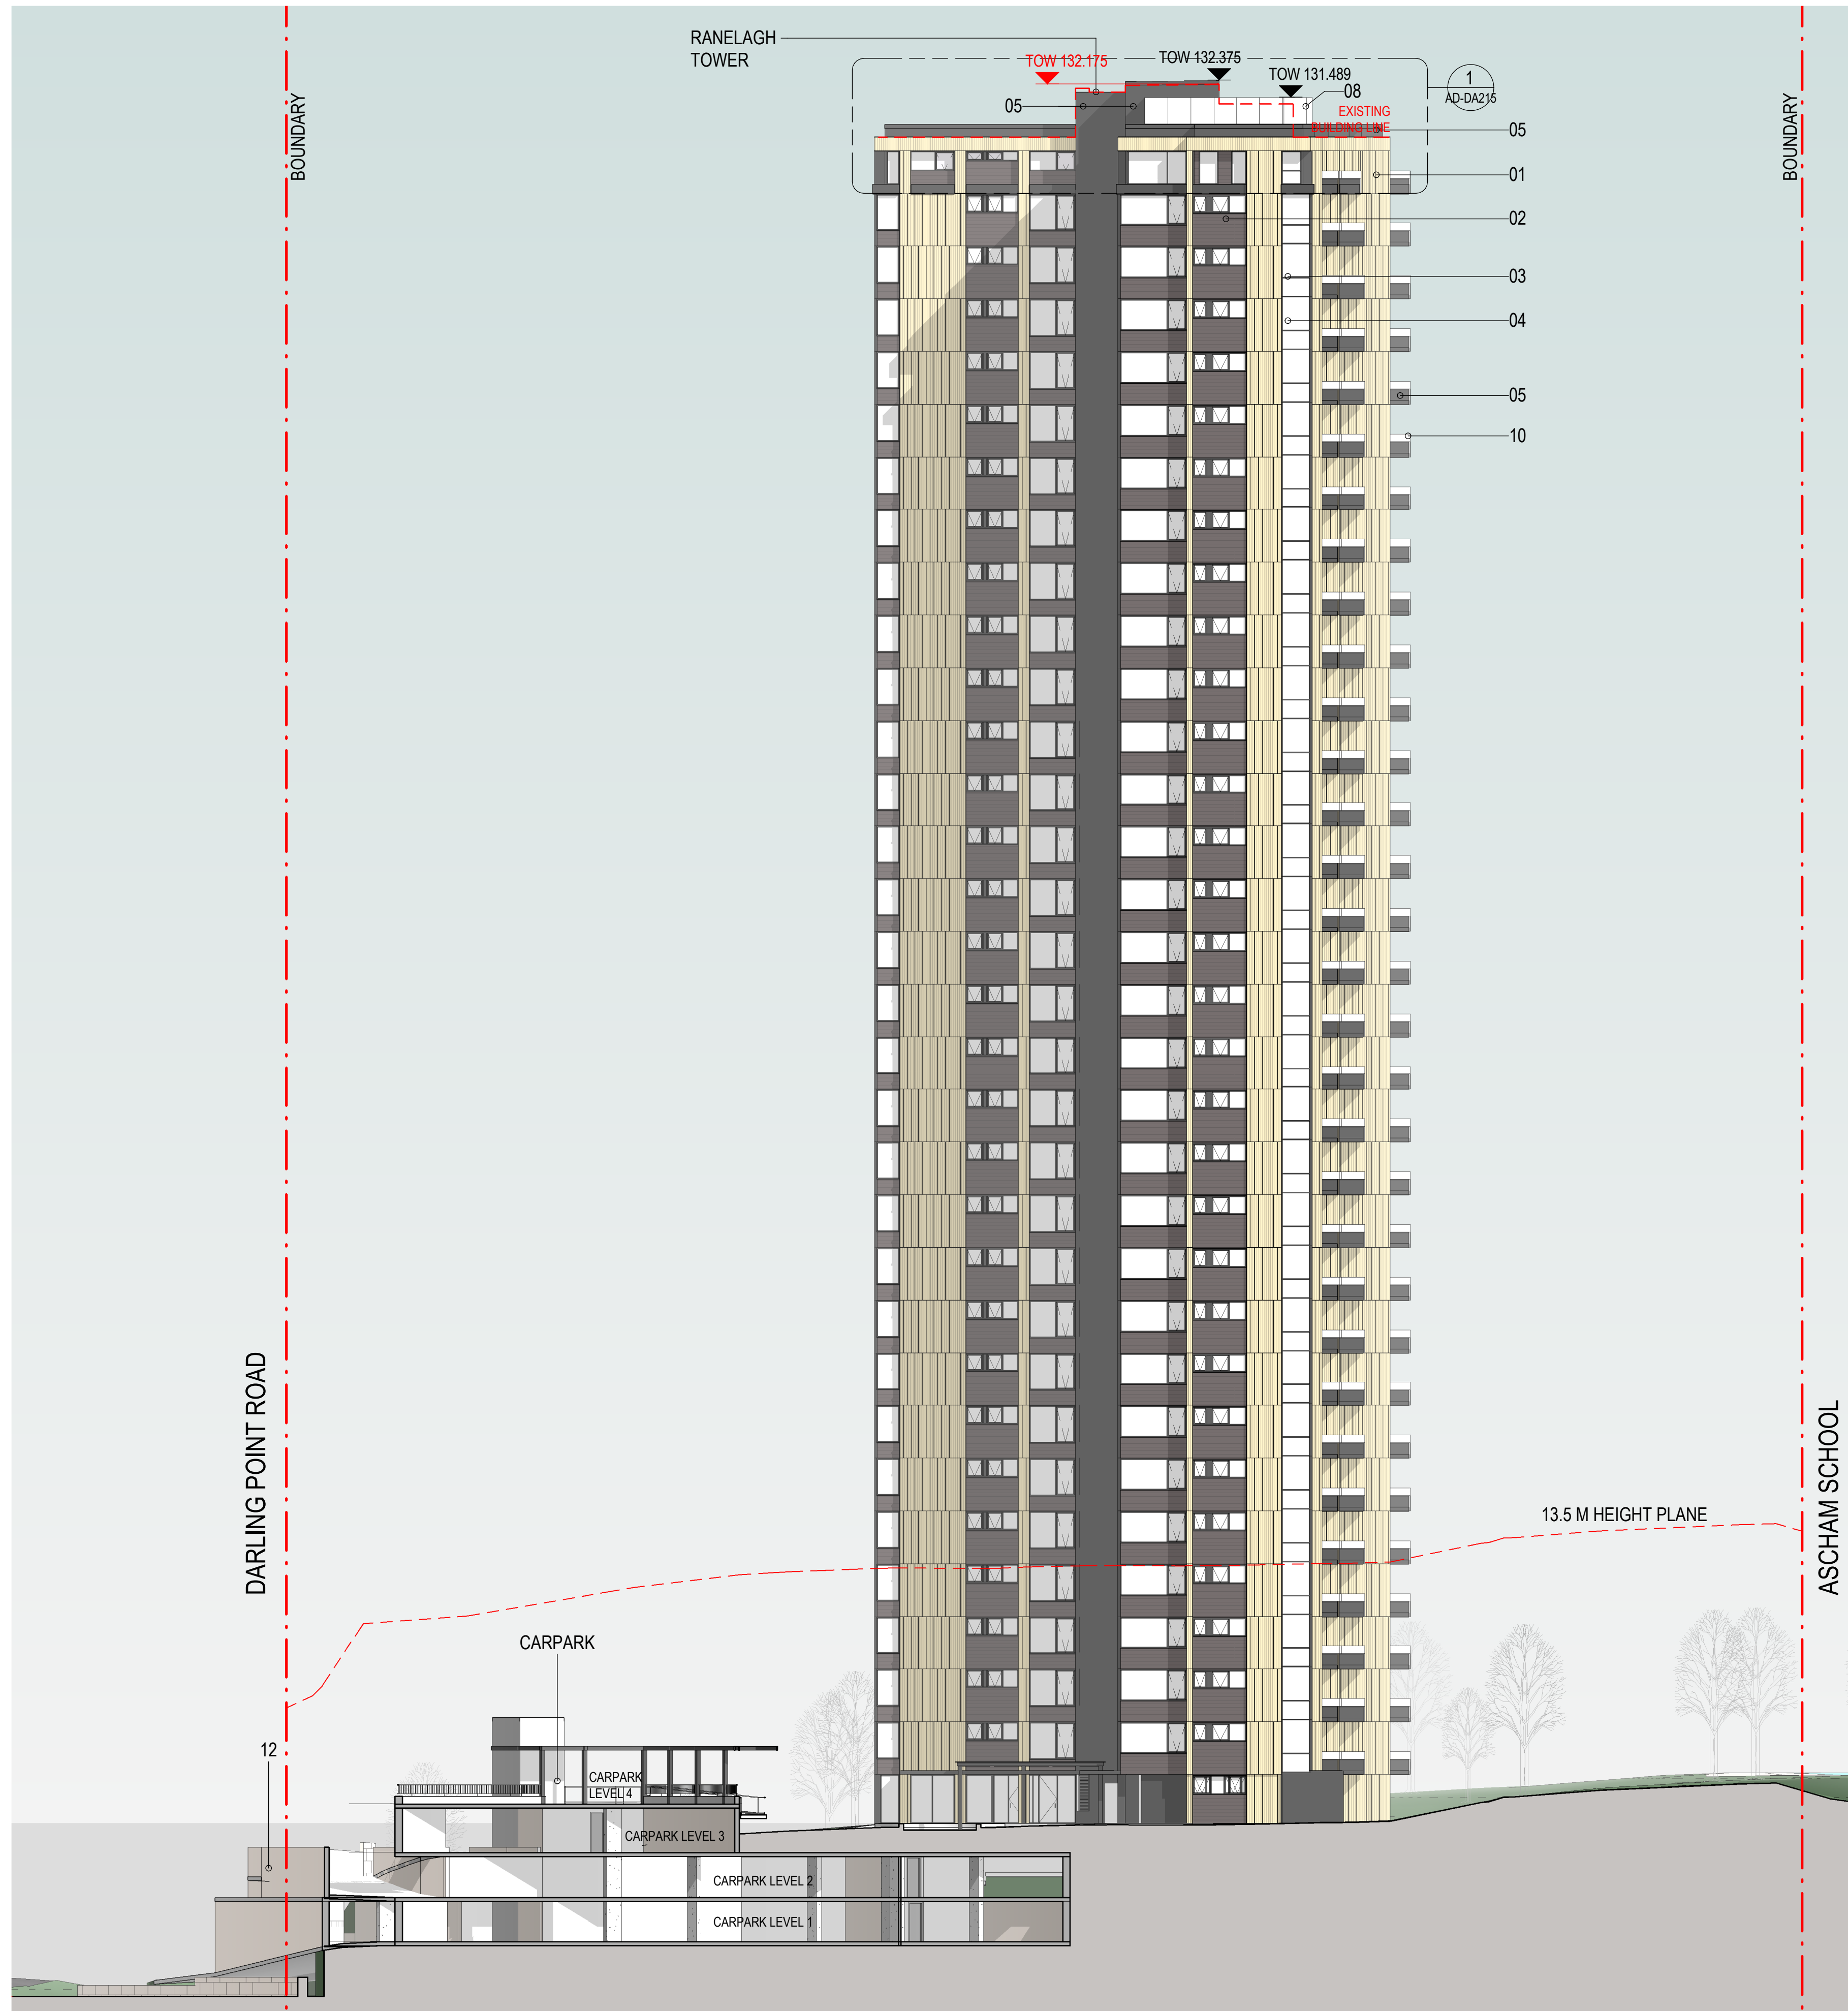 RANELAGH
TOWER
TOW 132.175
TOW 132.375
TOW 131.489
1
AD-DA215
08
05
EXISTING
BUILDING LINE
05
BOUNDARY
BOUNDARY
01
02
03
04
05
10
DARLING POINT ROAD
ASCHAM SCHOOL
13.5 M HEIGHT PLANE
CARPARK
12
CARPARK
LEVEL 4
CARPARK LEVEL 3
CARPARK LEVEL 2
CARPARK LEVEL 1